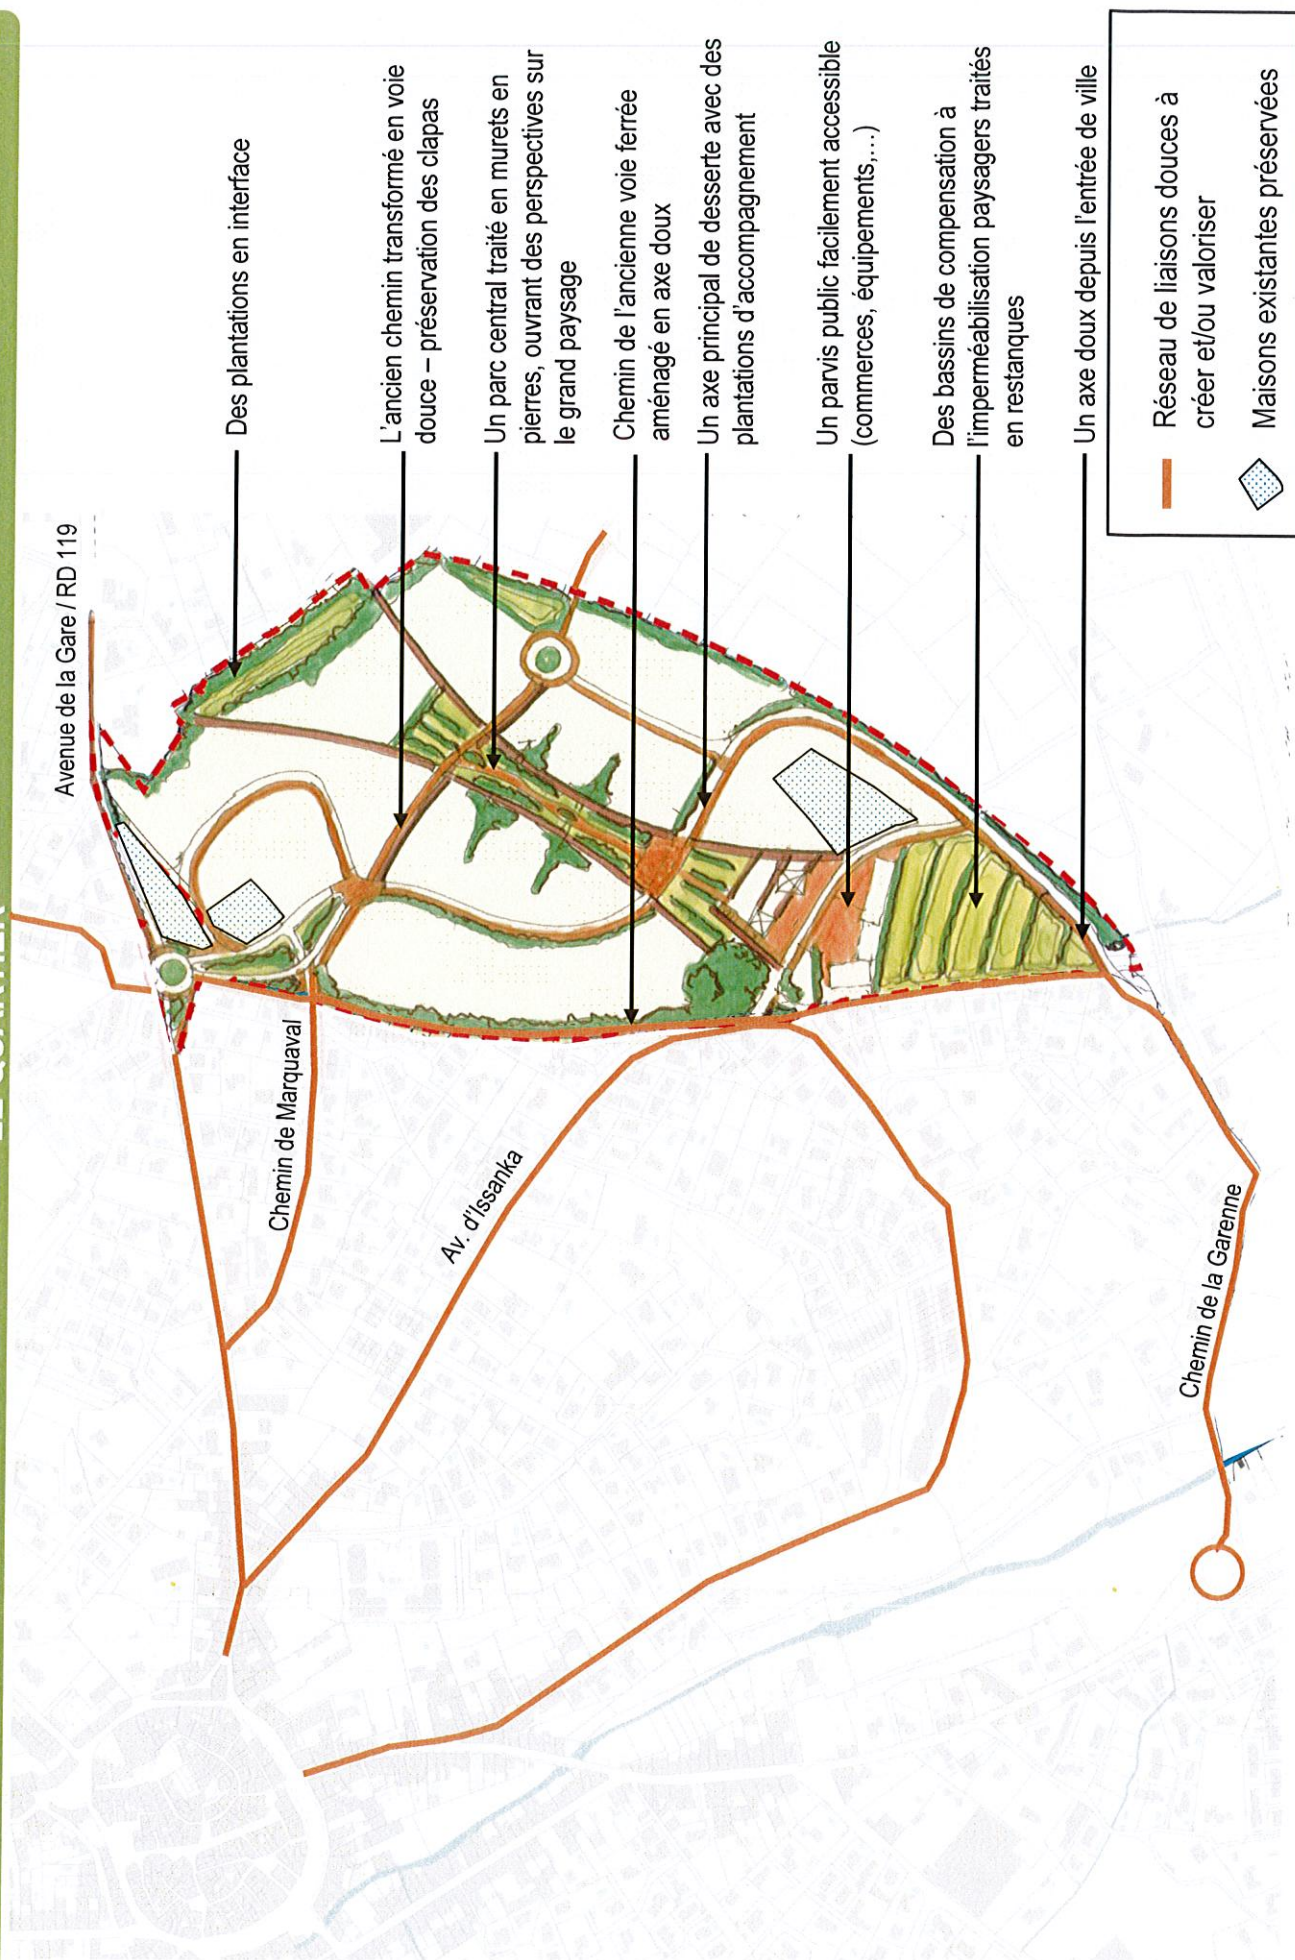 LE QUARTIER
Avenue de la Gare / RD 119
Des plantations en interface
L'ancien chemin transformé en voie
douce – préservation des clapas
Un parc central traité en murets en
pierres, ouvrant des perspectives sur
le grand paysage
Chemin de l'ancienne voie ferrée
aménagé en axe doux
Un axe principal de desserte avec des
plantations d'accompagnement
Un parvis public facilement accessible
(commerces, équipements,...)
Des bassins de compensation à
l'imperméabilisation paysagers traités
en restanques
Un axe doux depuis l'entrée de ville
Chemin de Marquaval
Av. d'Issanka
Chemin de la Garenne
Réseau de liaisons douces à
créer et/ou valoriser
Maisons existantes préservées